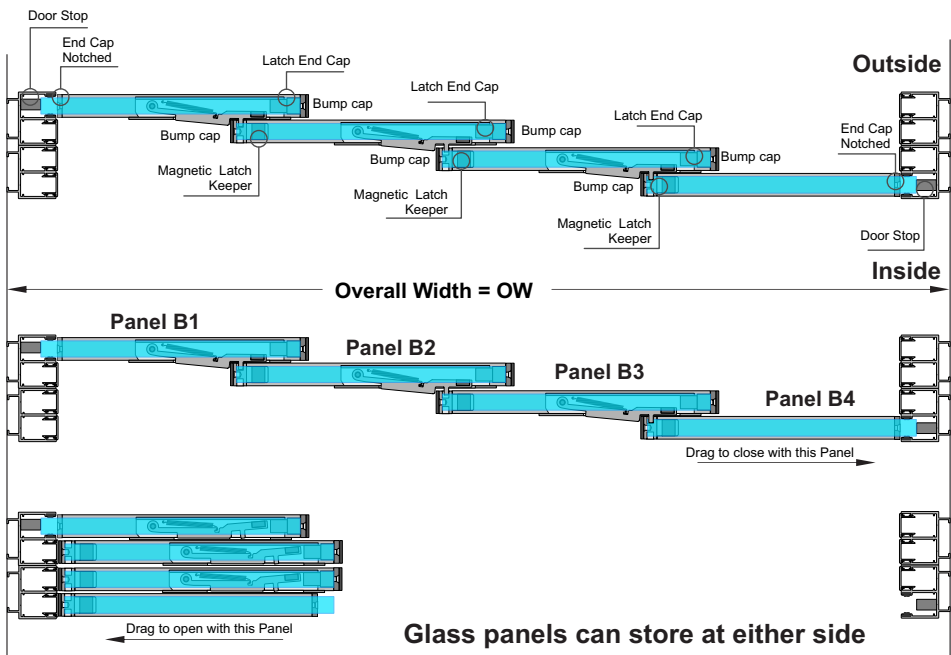 Door Stop
End Cap
Notched
Latch End Cap
Outside
Latch End Cap
Bump cap
Latch End Cap
End Cap
Notched
Bump cap
Bump cap
Bump cap
Bump cap
Magnetic Latch
Keeper
Bump cap
Magnetic Latch
Keeper
Magnetic Latch
Keeper
Door Stop
Inside
Overall Width = OW
Panel B1
Panel B2
Panel B3
Panel B4
Drag to close with this Panel
Drag to open with this Panel
Glass panels can store at either side